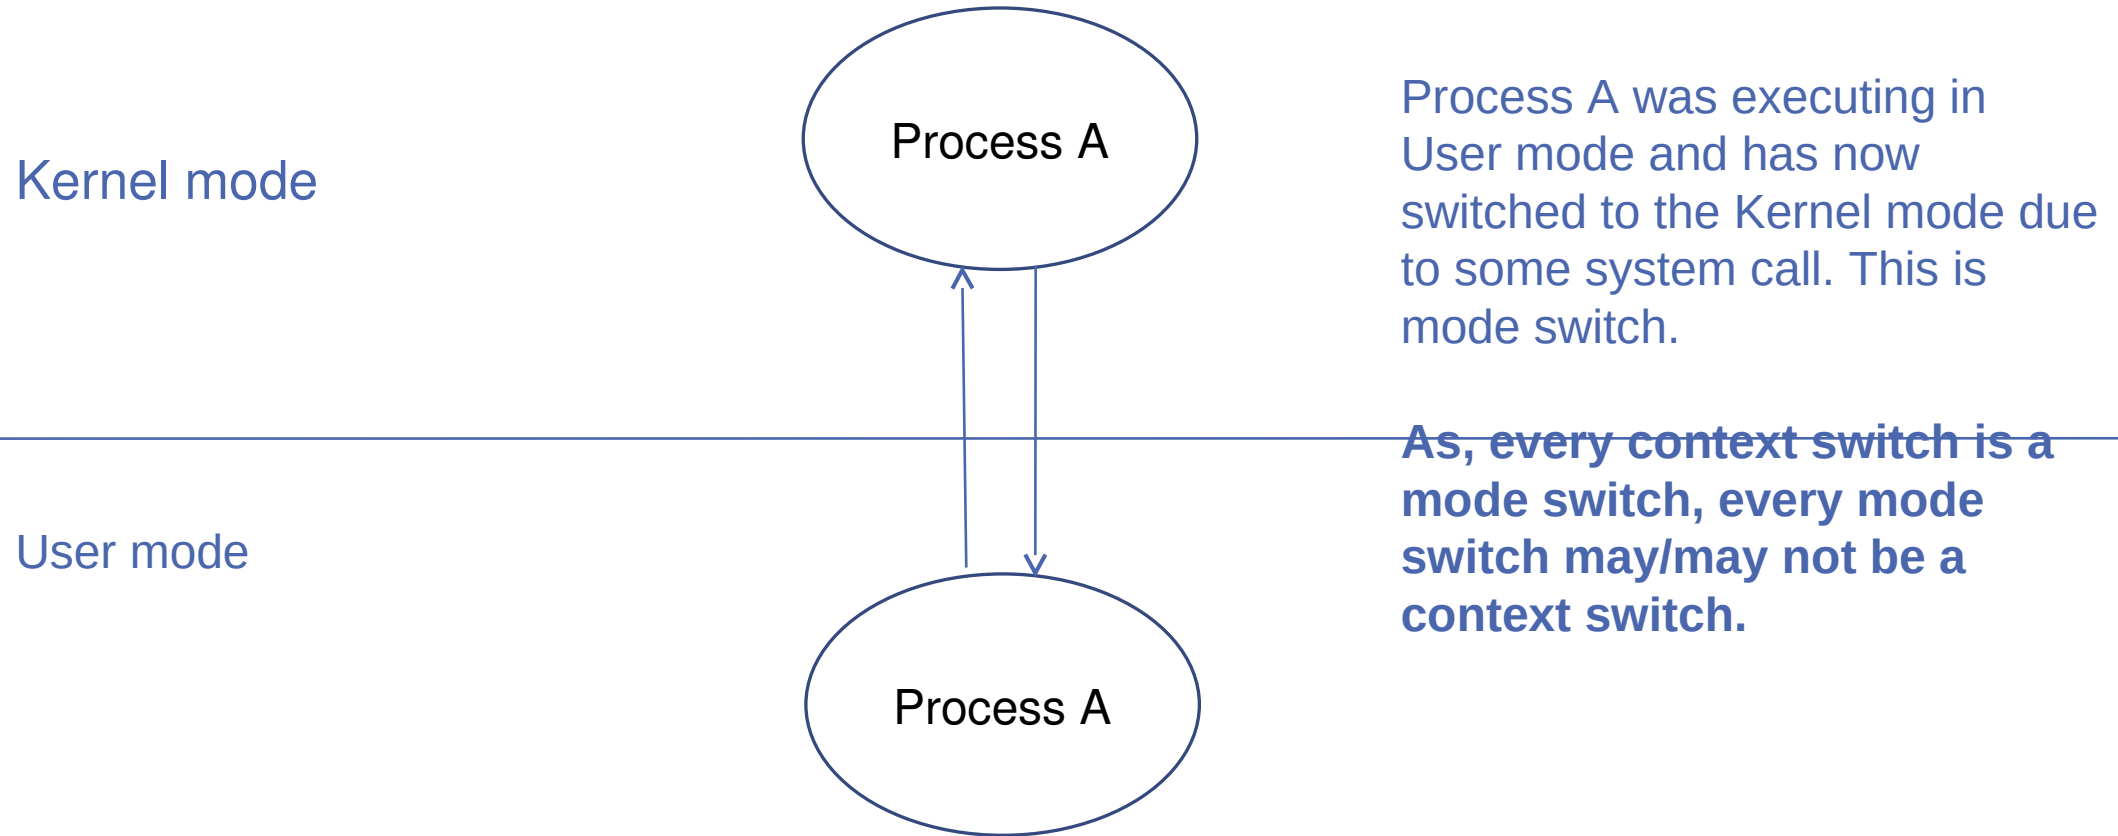 Process A
Kernel mode
Process A was executing in
User mode and has now
switched to the Kernel mode due
to some system call. This is
mode switch.
As, every context switch is a
mode switch, every mode
switch may/may not be a
context switch.
User mode
Process A